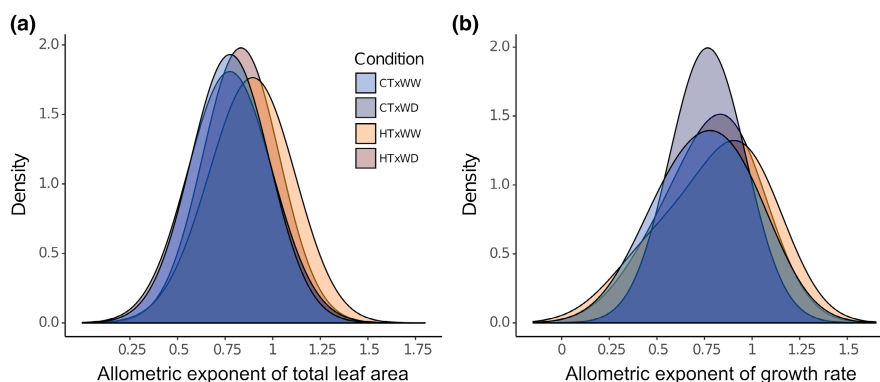 (a)
2.0
1.5
1.0
0.5
0.0
Density
0.25 0.5 0.75 1 1.25 1.5 1.75
Allometric exponent of total leaf area
Condition
CTxWW
CTxWD
HTxWW
HTxWD
(b)
2.0
1.5
1.0
0.5
0.0
Density
0 0.25 0.5 0.75 1 1.25 1.5
Allometric exponent of growth rate